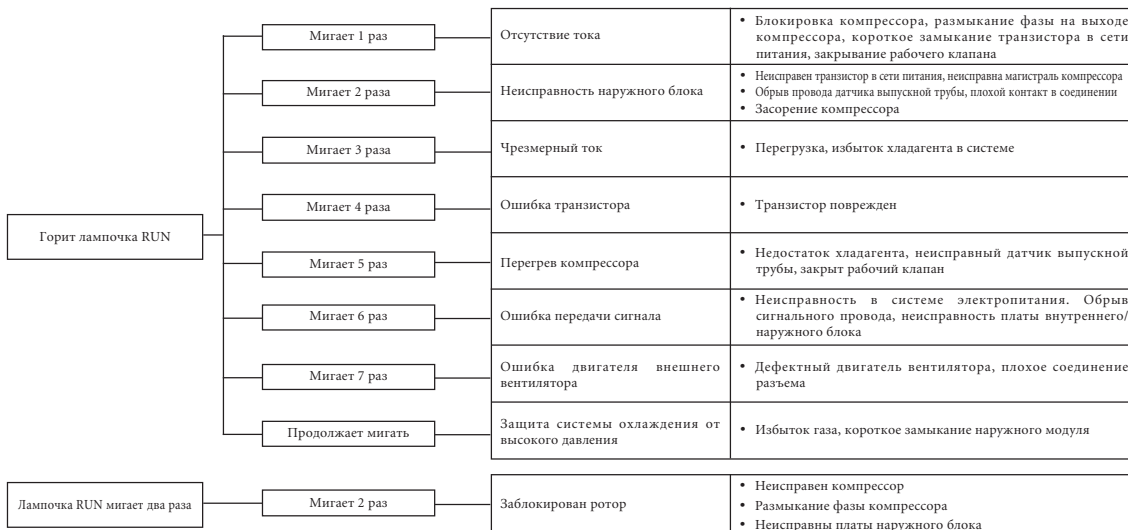 Мигает 1 раз
Отсутствие тока
• Блокировка компрессора, размыкание фазы на выходе
компрессора, короткое замыкание транзистора в сети
питания, закрывание рабочего клапана
Мигает 2 раза
Неисправность наружного блока
• Неисправен транзистор в сети питания, неисправна магистраль компрессора
• Обрыв провода датчика выпускной трубы, плохой контакт в соединении
• Засорение компрессора
Мигает 3 раза
Чрезмерный ток
• Перегрузка, избыток хладагента в системе
Мигает 4 раза
Ошибка транзистора
• Транзистор поврежден
Горит лампочка RUN
Мигает 5 раз
Перегрев компрессора
• Недостаток хладагента, неисправный датчик выпускной
трубы, закрыт рабочий клапан
Мигает 6 раз
Ошибка передачи сигнала
• Неисправность в системе электропитания. Обрыв
сигнального провода, неисправность платы внутреннего/
наружного блока
Мигает 7 раз
Ошибка двигателя внешнего
вентилятора
• Дефектный двигатель вентилятора, плохое соединение
разъема
Продолжает мигать
Защита системы охлаждения от
высокого давления
• Избыток газа, короткое замыкание наружного модуля
Лампочка RUN мигает два раза
Мигает 2 раза
Заблокирован ротор
• Неисправен компрессор
• Размыкание фазы компрессора
• Неисправны платы наружного блока